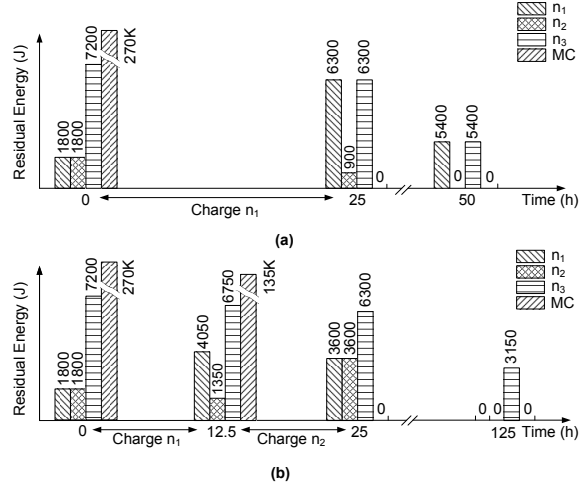 Residual Energy (J)
1800
1800
7200
270K
6300
900
6300
0
5400
0
5400
0
n1
n2
n3
MC
0
25
50
Time (h)
Charge n1
(a)
Residual Energy (J)
1800
1800
7200
270K
4050
1350
6750
135K
3600
3600
6300
0
0
0
3150
0
n1
n2
n3
MC
0
12.5
25
125
Time (h)
Charge n1
Charge n2
(b)